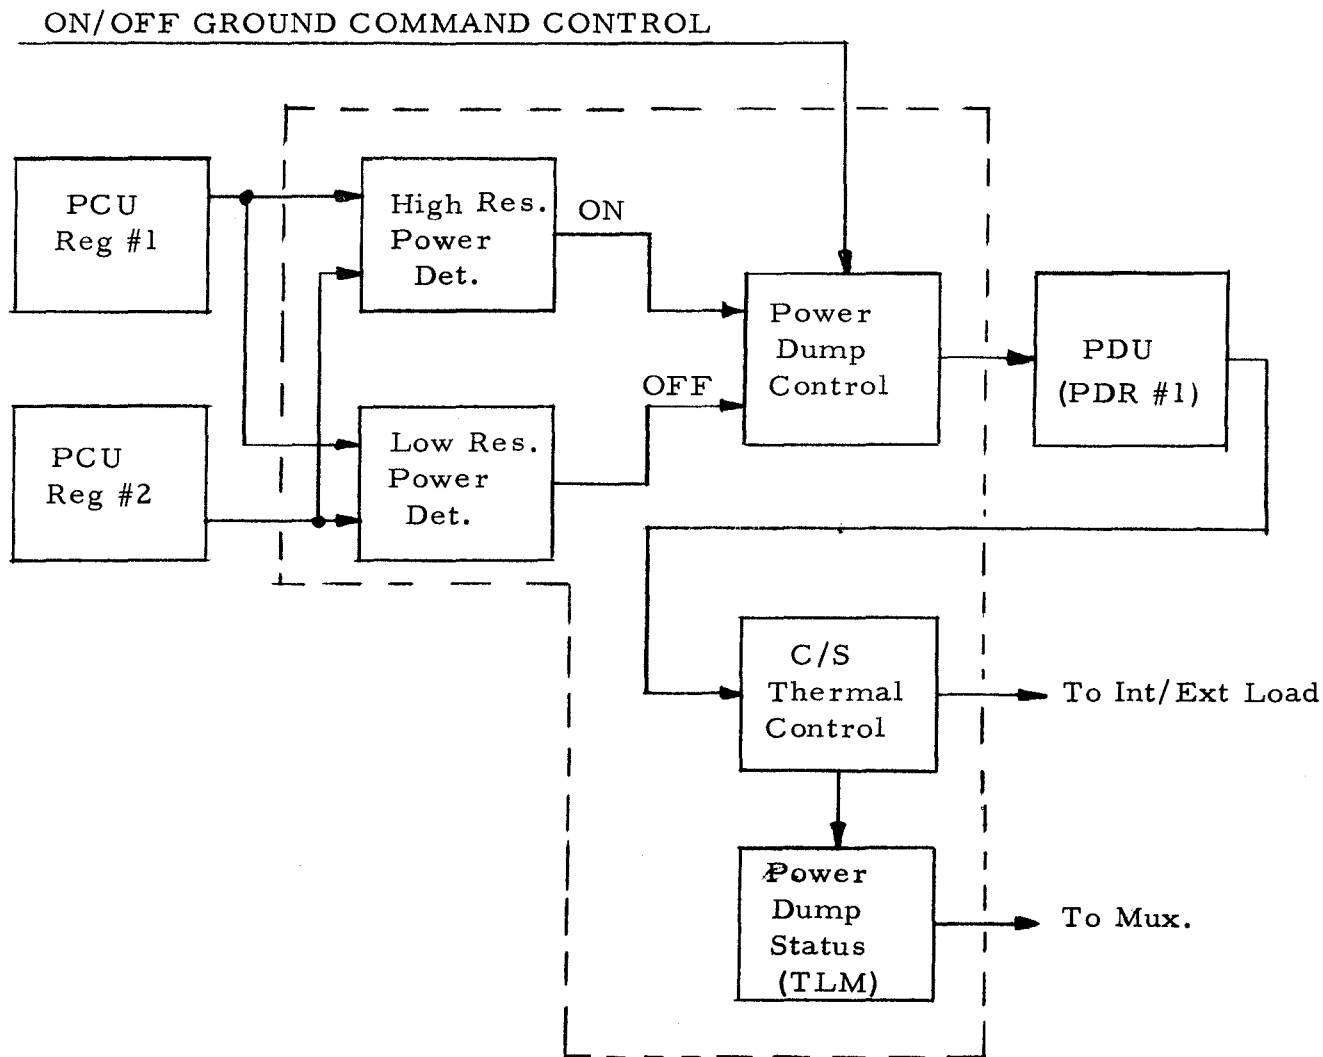 ON/OFF GROUND COMMAND CONTROL
PCU
Reg #1
High Res.
Power
Det.
ON
Power
Dump
Control
PDU
(PDR #1)
OFF
PCU
Reg #2
Low Res.
Power
Det.
C/S
Thermal
Control
To Int/Ext Load
Power
Dump
Status
(TLM)
To Mux.